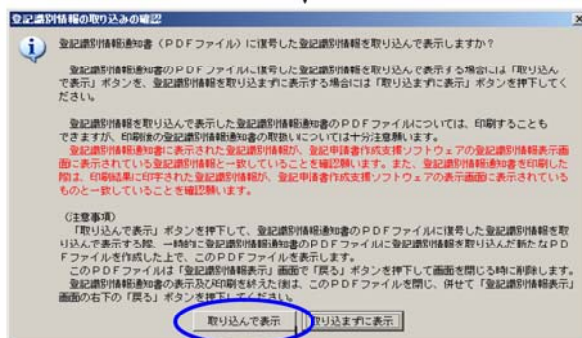 登記識別情報の取り込みの確認
登記識別情報通知書（ＰＤＦファイル）に復号した登記識別情報を取り込んで表示しますか？
登記識別情報通知書のＰＤＦファイルに復号した登記識別情報を取り込んで表示する場合には「取り込ん
で表示」ボタンを、登記識別情報を取り込まずに表示する場合には「取り込まずに表示」ボタンを押下してく
ださい。
登記識別情報を取り込んで表示した登記識別情報通知書のＰＤＦファイルについては、印刷することも
できますが、印刷後の登記識別情報通知書の取扱いについては十分注意願います。
登記識別情報通知書に表示された登記識別情報が、登記申請書作成支援ソフトウェアの登記識別情報表示画
面に表示されている登記識別情報と一致していることを確認願います。また、登記識別情報通知書を印刷した
際は、印刷結果に印字された登記識別情報が、登記申請書作成支援ソフトウェアの表示画面に表示されている
ものと一致していることを確認願います。
（注意事項）
「取り込んで表示」ボタンを押下して、登記識別情報通知書のＰＤＦファイルに復号した登記識別情報を取
り込んで表示する際、一時的に登記識別情報通知書のＰＤＦファイルに登記識別情報を取り込んだ新たなＰＤ
Ｆファイルを作成した上で、このＰＤＦファイルを表示します。
このＰＤＦファイルは「登記識別情報表示」画面で「戻る」ボタンを押下して画面を閉じる時に削除します。
登記識別情報通知書の表示及び印刷を終えた後は、このＰＤＦファイルを閉じ、併せて「登記識別情報表示」
画面の右下の「戻る」ボタンを押下してください。
取り込んで表示
取り込まずに表示